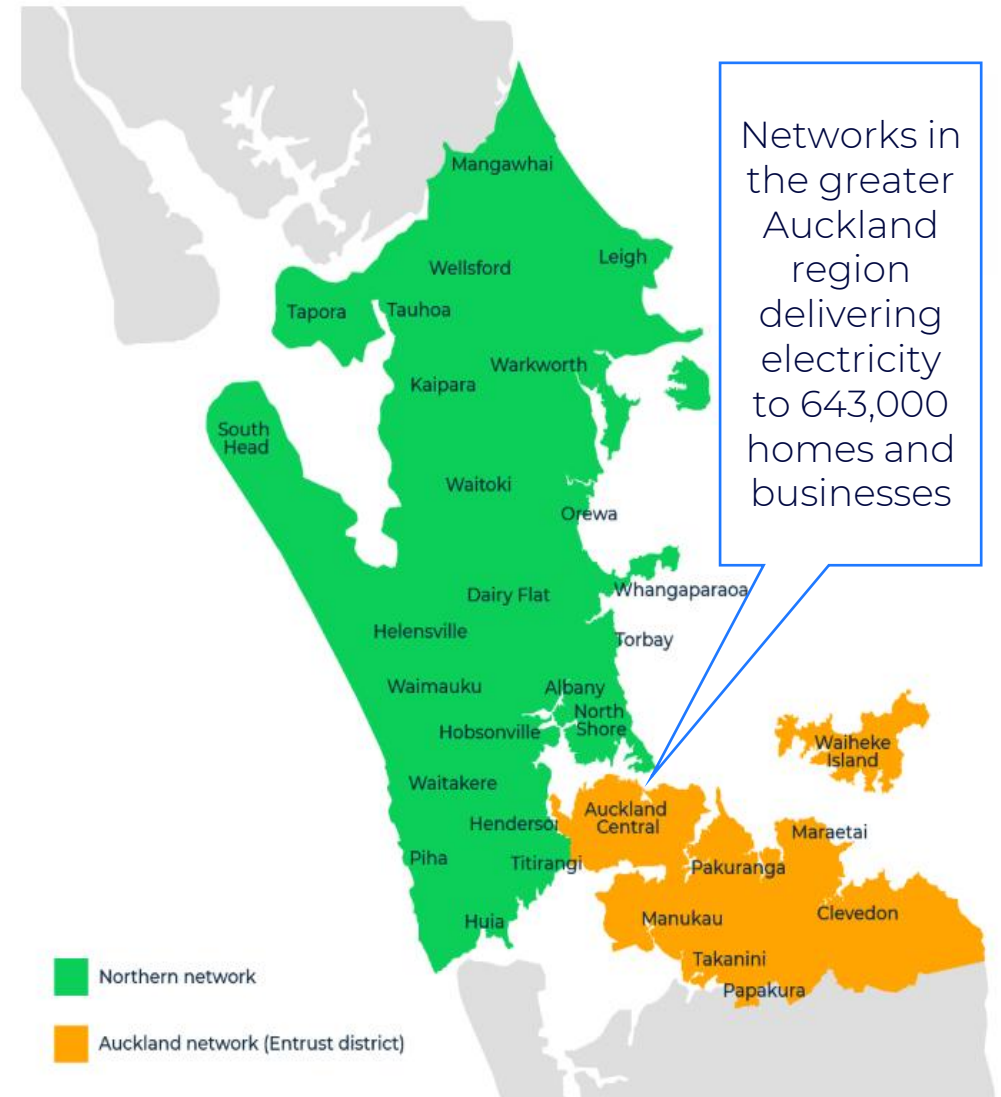 Networks in
the greater
Auckland
region
delivering
electricity
to 643,000
homes and
businesses
Mangawhai
Leigh
Wellsford
Tapora
Tauhoa
Warkworth
Kaipara
South
Head
Waitoki
Orewa
Whangaparaoa
Dairy Flat
Helensville
Torbay
Waimauku
Albany
North
Shore
Hobsonville
Waiheke
Island
Waitakere
Auckland
Central
Henderson
Maraetai
Piha
Titirangi
Pakuranga
Huia
Manukau
Clevedon
Takanini
Papakura
Northern network
Auckland network (Entrust district)